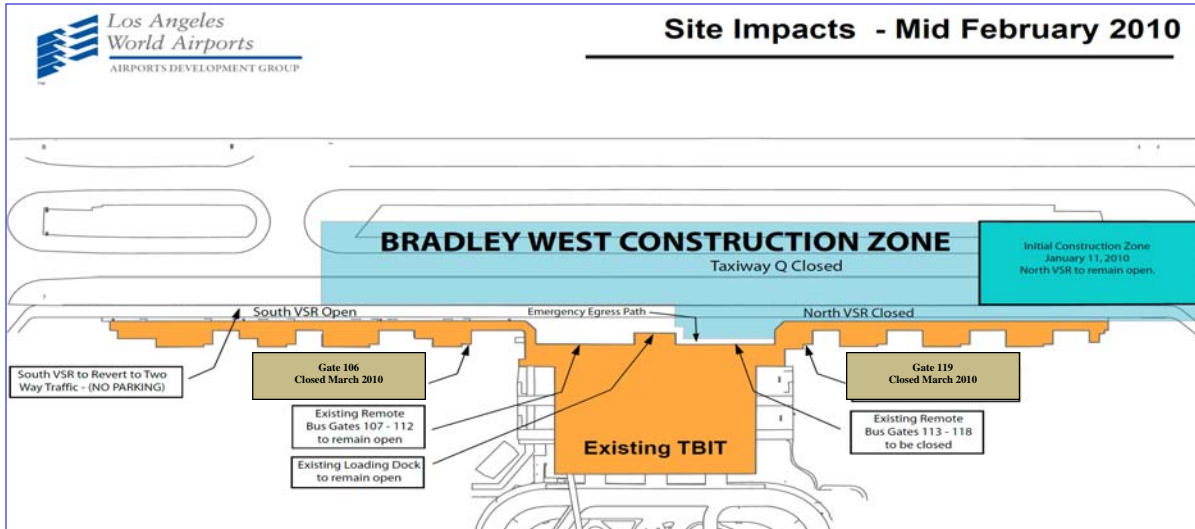 Los Angeles
World Airports
AIRPORTS DEVELOPMENT GROUP
TM
Site Impacts - Mid February 2010
BRADLEY WEST CONSTRUCTION ZONE
Taxiway Q Closed
Initial Construction Zone
January 11, 2010
North VSR to remain open.
South VSR Open
Emergency Egress Path
North VSR Closed
South VSR to Revert to Two
Way Traffic - (NO PARKING)
Gate 106
Closed March 2010
Gate 119
Closed March 2010
Existing Remote
Bus Gates 107 - 112
to remain open
Existing Remote
Bus Gates 113 - 118
to be closed
Existing Loading Dock
to remain open
Existing TBIT